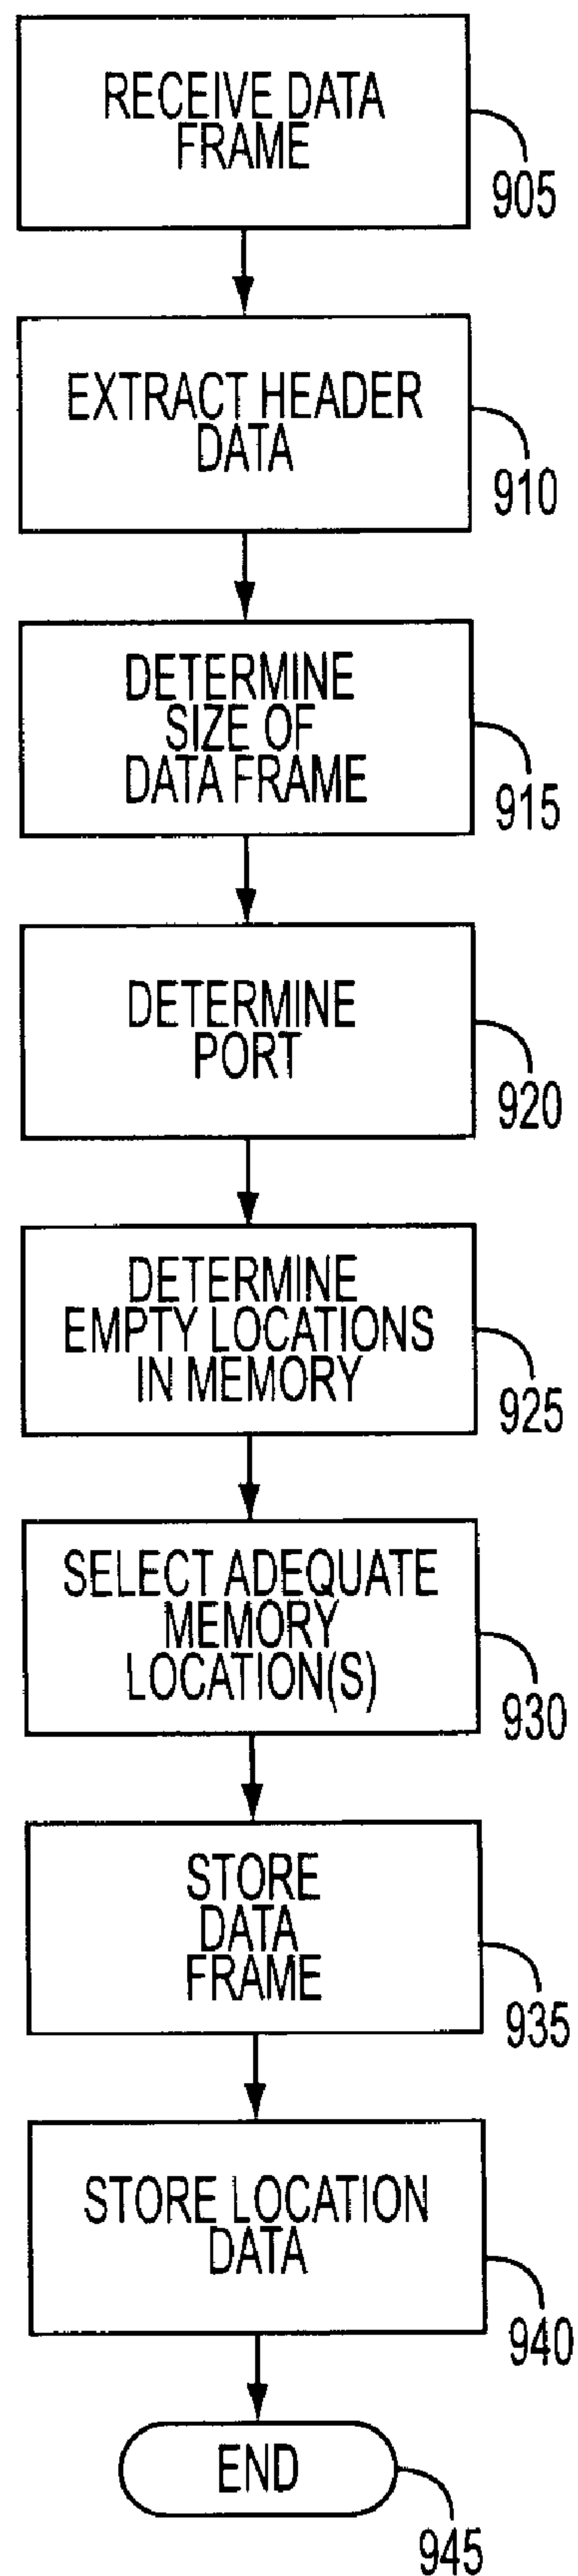 RECEIVE DATA
FRAME
905
EXTRACT HEADER
DATA
910
DETERMINE
SIZE OF
DATA FRAME
915
DETERMINE
PORT
920
DETERMINE
EMPTY LOCATIONS
IN MEMORY
925
SELECT ADEQUATE
MEMORY
LOCATION(S)
930
STORE
DATA
FRAME
935
STORE LOCATION
DATA
940
END
945